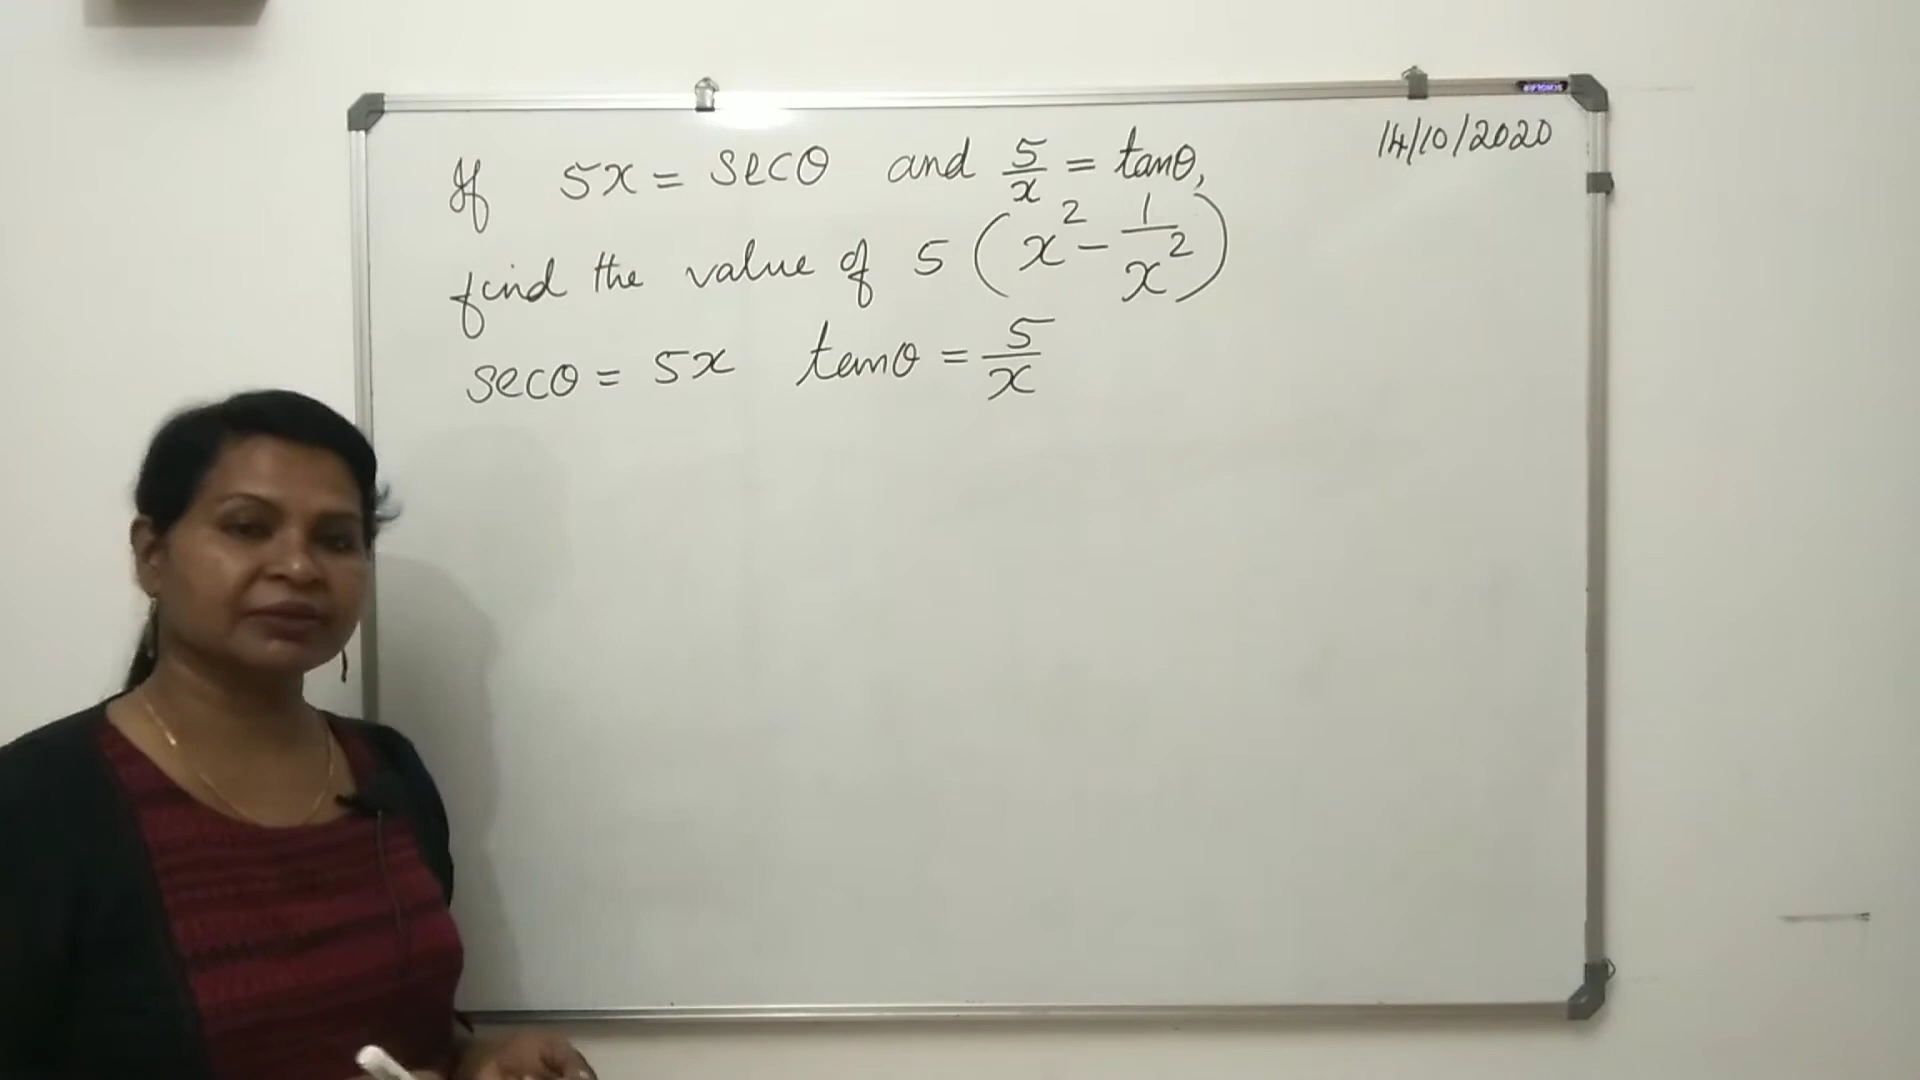 14/10/2020
If 5x = secθ and 5/x = tanθ,
find the value of 5 (x² - 1/x²)
secθ = 5x tanθ = 5/x